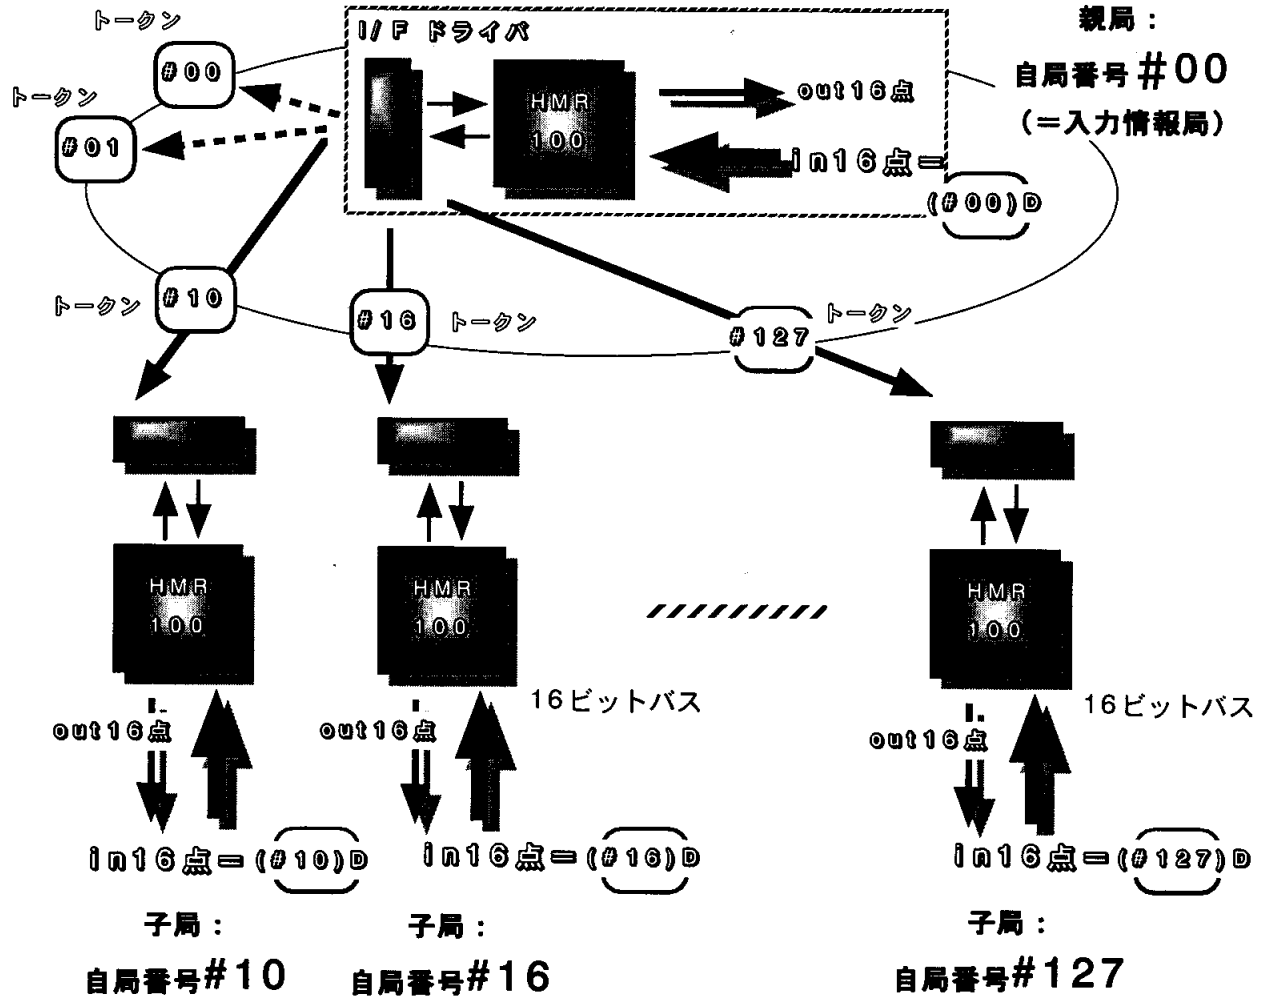 トークン
#00
トークン
#01
I/F ドライバ
HMR
100
out16点
in16点=
(#00)D
親局:
自局番号#00
(=入力情報局)
トークン
#10
#16
トークン
#127
トークン
HMR
100
out16点
in16点=(#10)D
子局:
自局番号#10
HMR
100
16ビットバス
out16点
in16点=(#16)D
子局:
自局番号#16
HMR
100
16ビットバス
out16点
in16点=(#127)D
子局:
自局番号#127